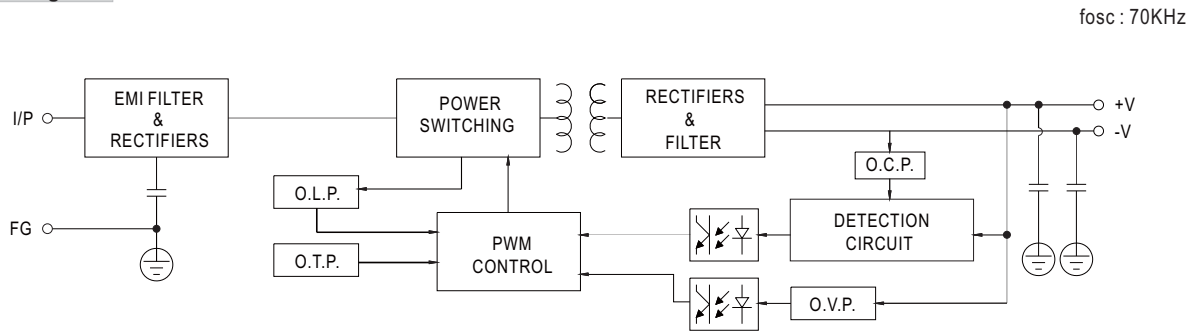 fosc : 70KHz
I/P
EMI FILTER
&
RECTIFIERS
POWER
SWITCHING
RECTIFIERS
&
FILTER
+V
-V
O.C.P.
O.L.P.
FG
DETECTION
CIRCUIT
PWM
CONTROL
O.T.P.
O.V.P.